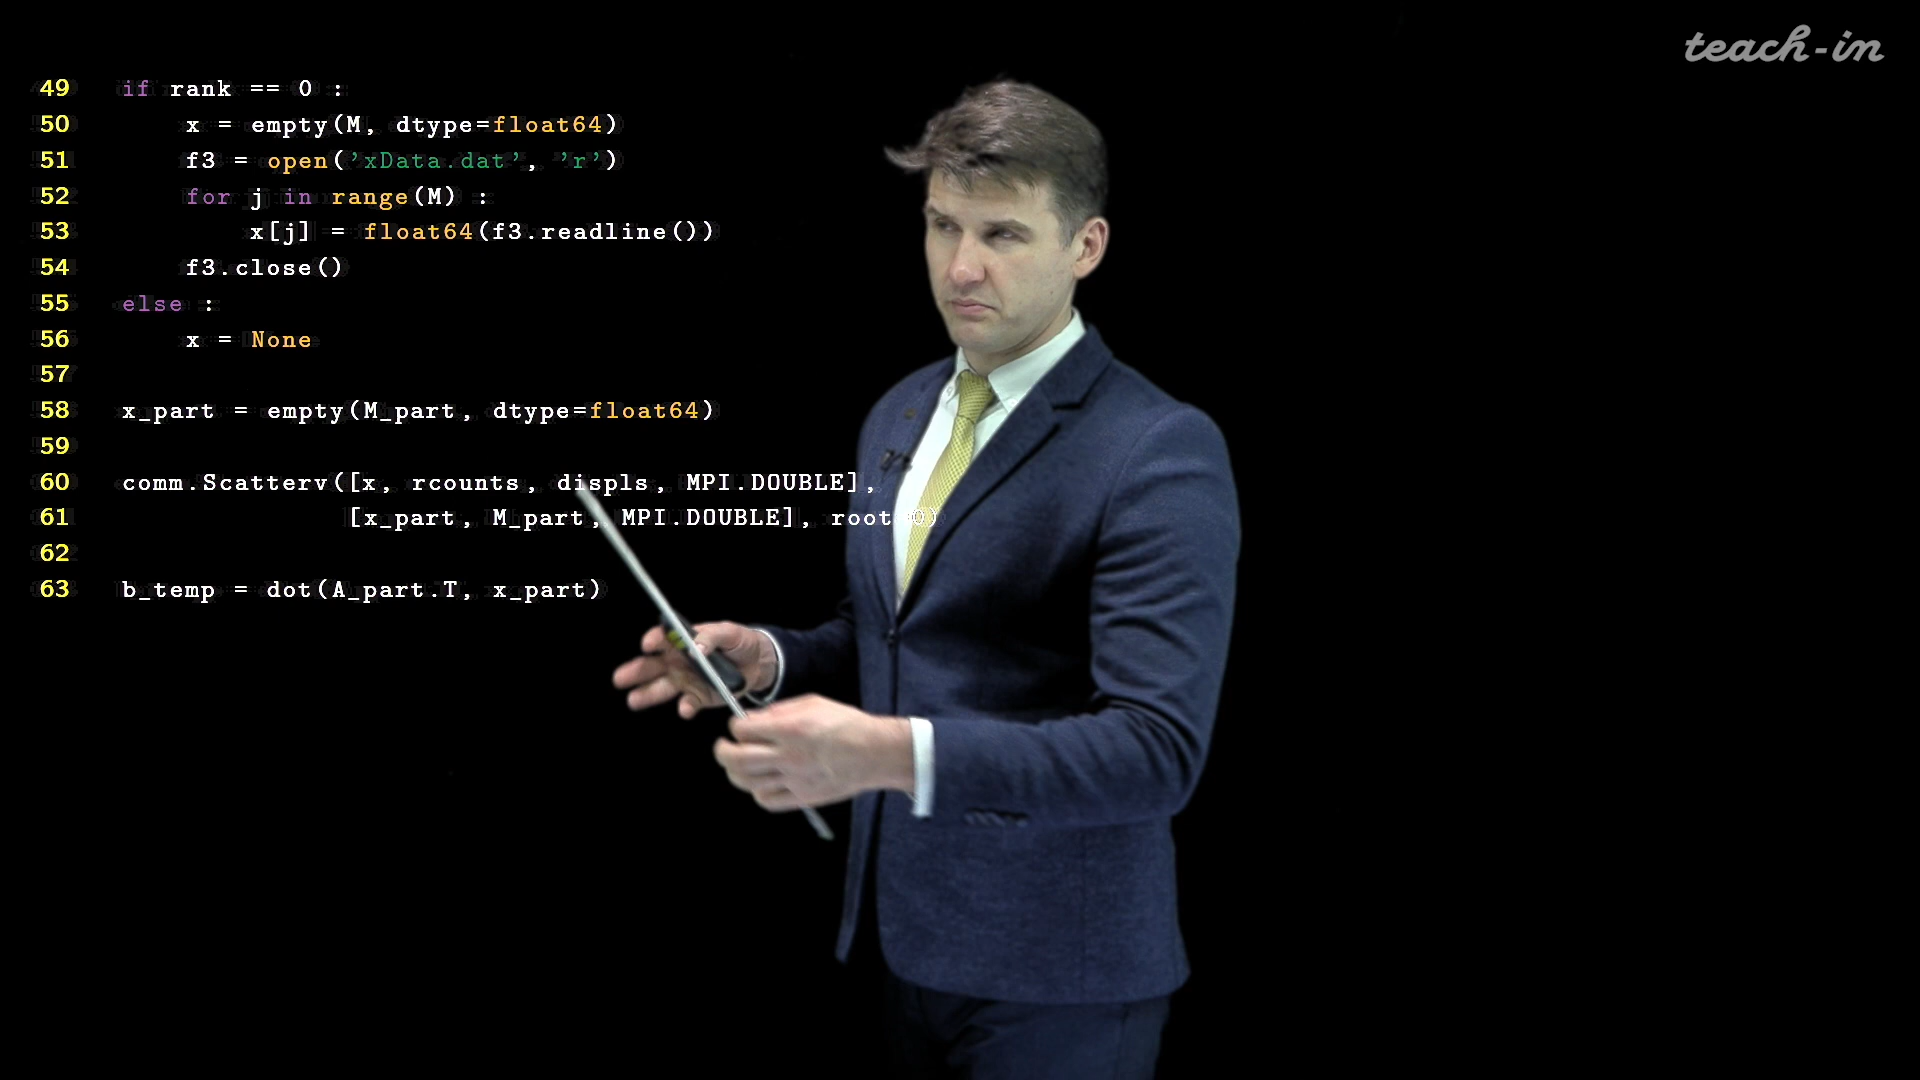 teach-in
49 if rank == 0 :
50 x = empty(M, dtype=float64)
51 f3 = open('xData.dat', 'r')
52 for j in range(M) :
53 x[j] = float64(f3.readline())
54 f3.close()
55 else :
56 x = None
57
58 x_part = empty(M_part, dtype=float64)
59
60 comm.Scatterv([x, rcounts, displs, MPI.DOUBLE],
61 [x_part, M_part, MPI.DOUBLE], root=0)
62
63 b_temp = dot(A_part.T, x_part)